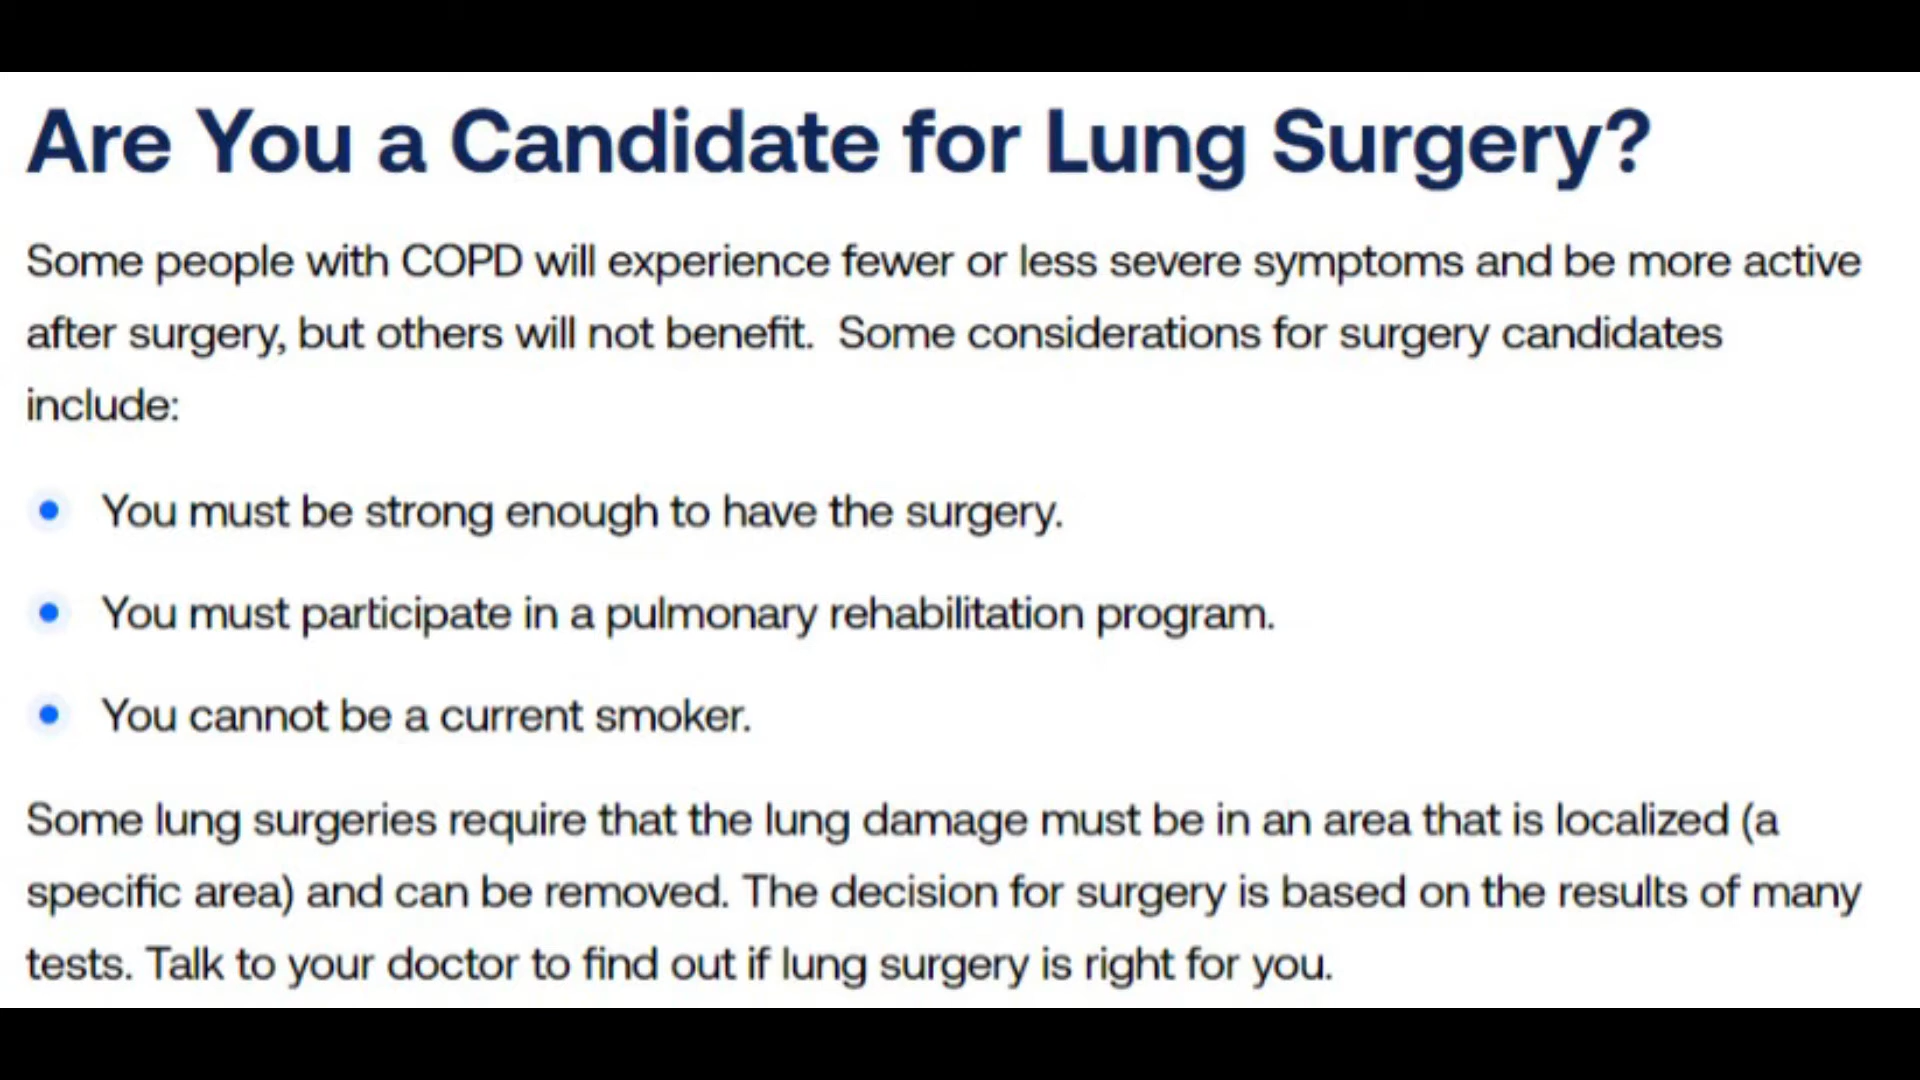 Are You a Candidate for Lung Surgery?
Some people with COPD will experience fewer or less severe symptoms and be more active
after surgery, but others will not benefit.  Some considerations for surgery candidates
include:
You must be strong enough to have the surgery.
You must participate in a pulmonary rehabilitation program.
You cannot be a current smoker.
Some lung surgeries require that the lung damage must be in an area that is localized (a
specific area) and can be removed. The decision for surgery is based on the results of many
tests. Talk to your doctor to find out if lung surgery is right for you.